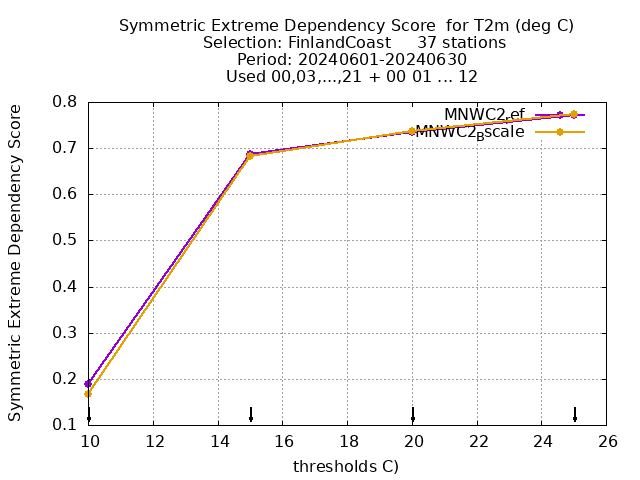 Symmetric Extreme Dependency Score for T2m (deg C)
Selection: FinlandCoast 37 stations
Period: 20240601-20240630
Used 00,03,...,21 + 00 01 ... 12
Symmetric Extreme Dependency Score
0.8
0.7
0.6
0.5
0.4
0.3
0.2
0.1
MNWC2.ef
MNWC2Bscale
10 12 14 16 18 20 22 24 26
thresholds C)